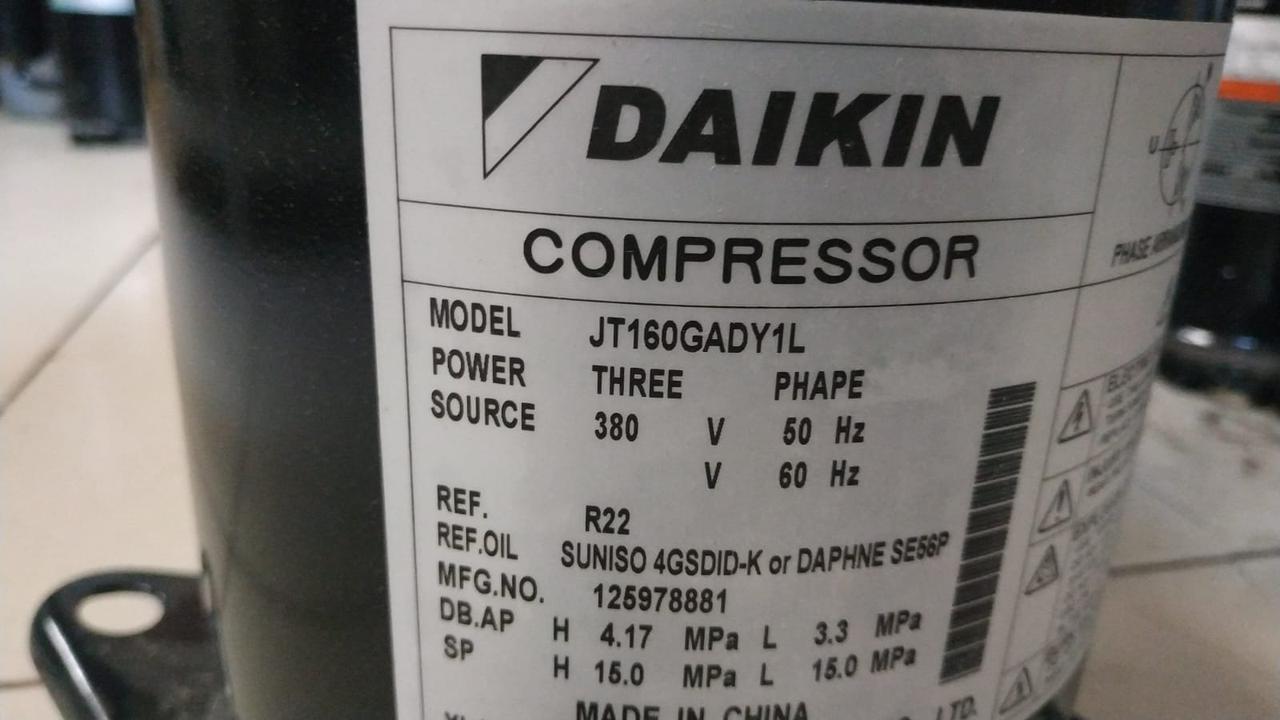 DAIKIN
COMPRESSOR
MODEL JT160GADY1L
POWER THREE PHAPE
SOURCE 380 V 50 Hz
V 60 Hz
REF. R22
REF.OIL SUNISO 4GSDID-K or DAPHNE SE56P
MFG.NO. 125978881
DB.AP H 4.17 MPa L 3.3 MPa
SP H 15.0 MPa L 15.0 MPa
MADE IN CHINA
LTD.
PHASE